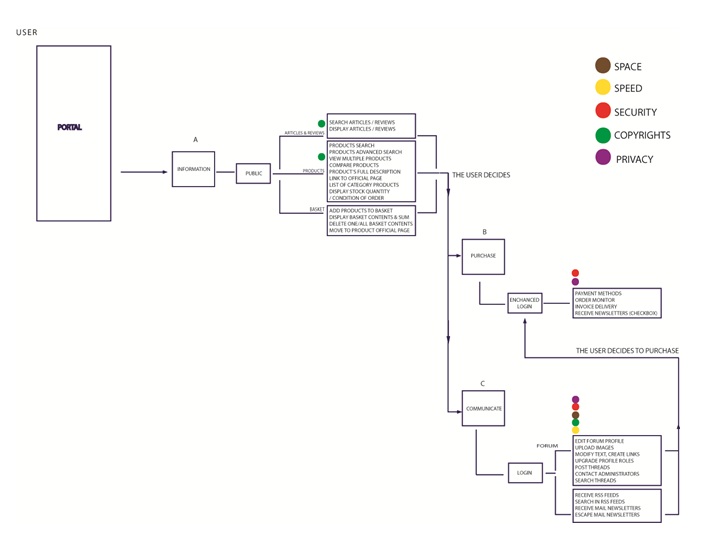 USER
PORTAL
A
INFORMATION
PUBLIC
ARTICLES & REVIEWS
SEARCH ARTICLES / REVIEWS
DISPLAY ARTICLES / REVIEWS
PRODUCTS
PRODUCTS SEARCH
PRODUCTS ADVANCED SEARCH
VIEW MULTIPLE PRODUCTS
COMPARE PRODUCTS
PRODUCT'S FULL DESCRIPTION
LINK TO OFFICIAL PAGE
LIST OF CATEGORY PRODUCTS
DISPLAY STOCK QUANTITY
/ CONDITION OF ORDER
BASKET
ADD PRODUCTS TO BASKET
DISPLAY BASKET CONTENTS & SUM
DELETE ONE/ALL BASKET CONTENTS
MOVE TO PRODUCT OFFICIAL PAGE
SPACE
SPEED
SECURITY
COPYRIGHTS
PRIVACY
THE USER DECIDES
B
PURCHASE
ENCHANCED
LOGIN
PAYMENT METHODS
ORDER MONITOR
INVOICE DELIVERY
RECEIVE NEWSLETTERS (CHECKBOX)
THE USER DECIDES TO PURCHASE
C
COMMUNICATE
LOGIN
FORUM
EDIT FORUM PROFILE
UPLOAD IMAGES
MODIFY TEXT, CREATE LINKS
UPGRADE PROFILE ROLES
POST THREADS
CONTACT ADMINISTRATORS
SEARCH THREADS
RECEIVE RSS FEEDS
SEARCH IN RSS FEEDS
RECEIVE MAIL NEWSLETTERS
ESCAPE MAIL NEWSLETTERS